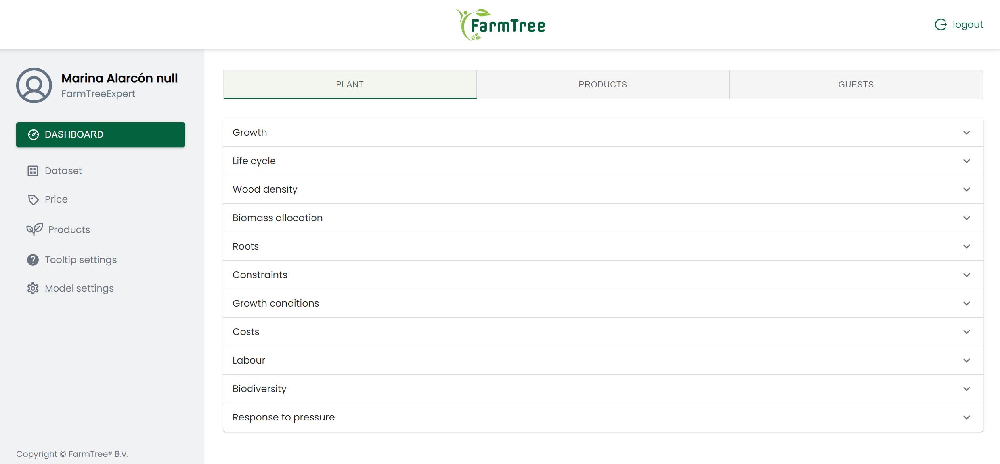 FarmTree
logout
Marina Alarcón null
FarmTreeExpert
DASHBOARD
Dataset
Price
Products
Tooltip settings
Model settings
Copyright © FarmTree® B.V.
PLANT
PRODUCTS
GUESTS
Growth
Life cycle
Wood density
Biomass allocation
Roots
Constraints
Growth conditions
Costs
Labour
Biodiversity
Response to pressure